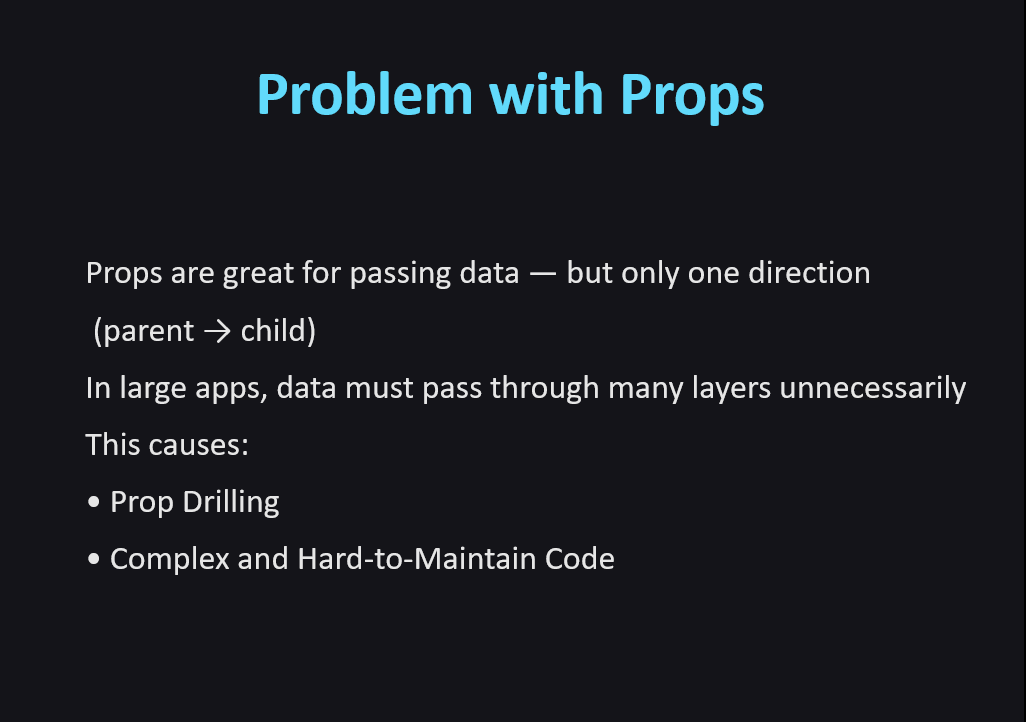 Problem with Props
Props are great for passing data — but only one direction
(parent → child)
In large apps, data must pass through many layers unnecessarily
This causes:
• Prop Drilling
• Complex and Hard-to-Maintain Code